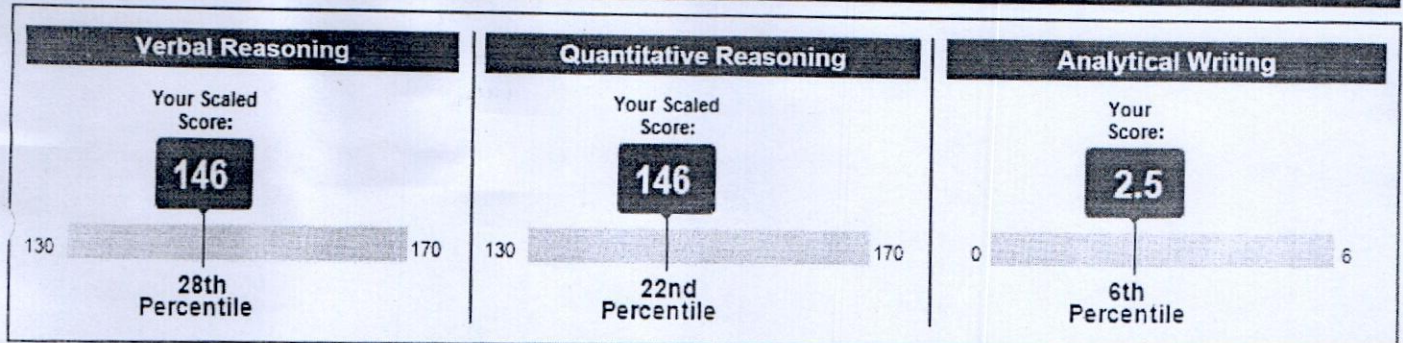 Verbal Reasoning
Your Scaled
Score:
146
130
170
28th
Percentile
Quantitative Reasoning
Your Scaled
Score:
146
130
170
22nd
Percentile
Analytical Writing
Your
Score:
2.5
0
6
6th
Percentile